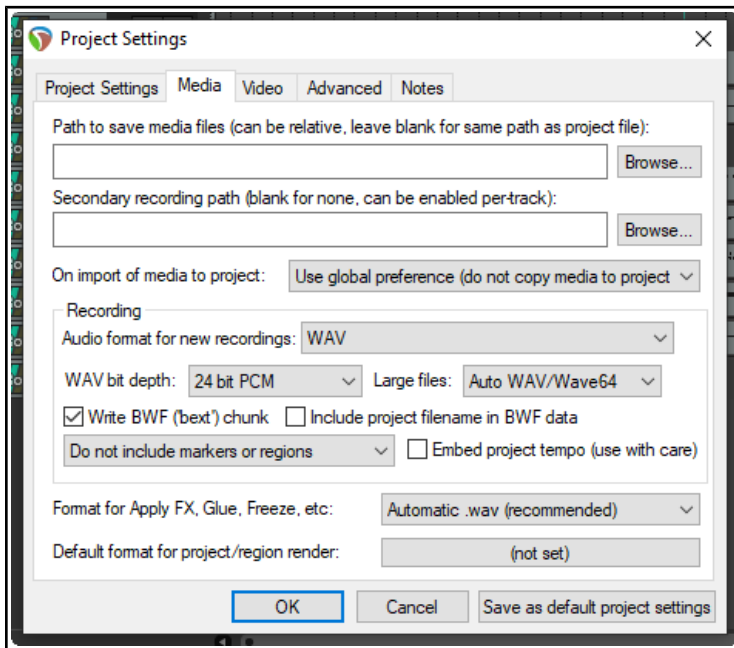 Project Settings
Project Settings Media Video Advanced Notes
Path to save media files (can be relative, leave blank for same path as project file):
Browse...
Secondary recording path (blank for none, can be enabled per-track):
Browse...
On import of media to project: Use global preference (do not copy media to project
Recording
Audio format for new recordings: WAV
WAV bit depth: 24 bit PCM Large files: Auto WAV/Wave64
Write BWF ('bext') chunk Include project filename in BWF data
Do not include markers or regions Embed project tempo (use with care)
Format for Apply FX, Glue, Freeze, etc: Automatic .wav (recommended)
Default format for project/region render: (not set)
OK Cancel Save as default project settings